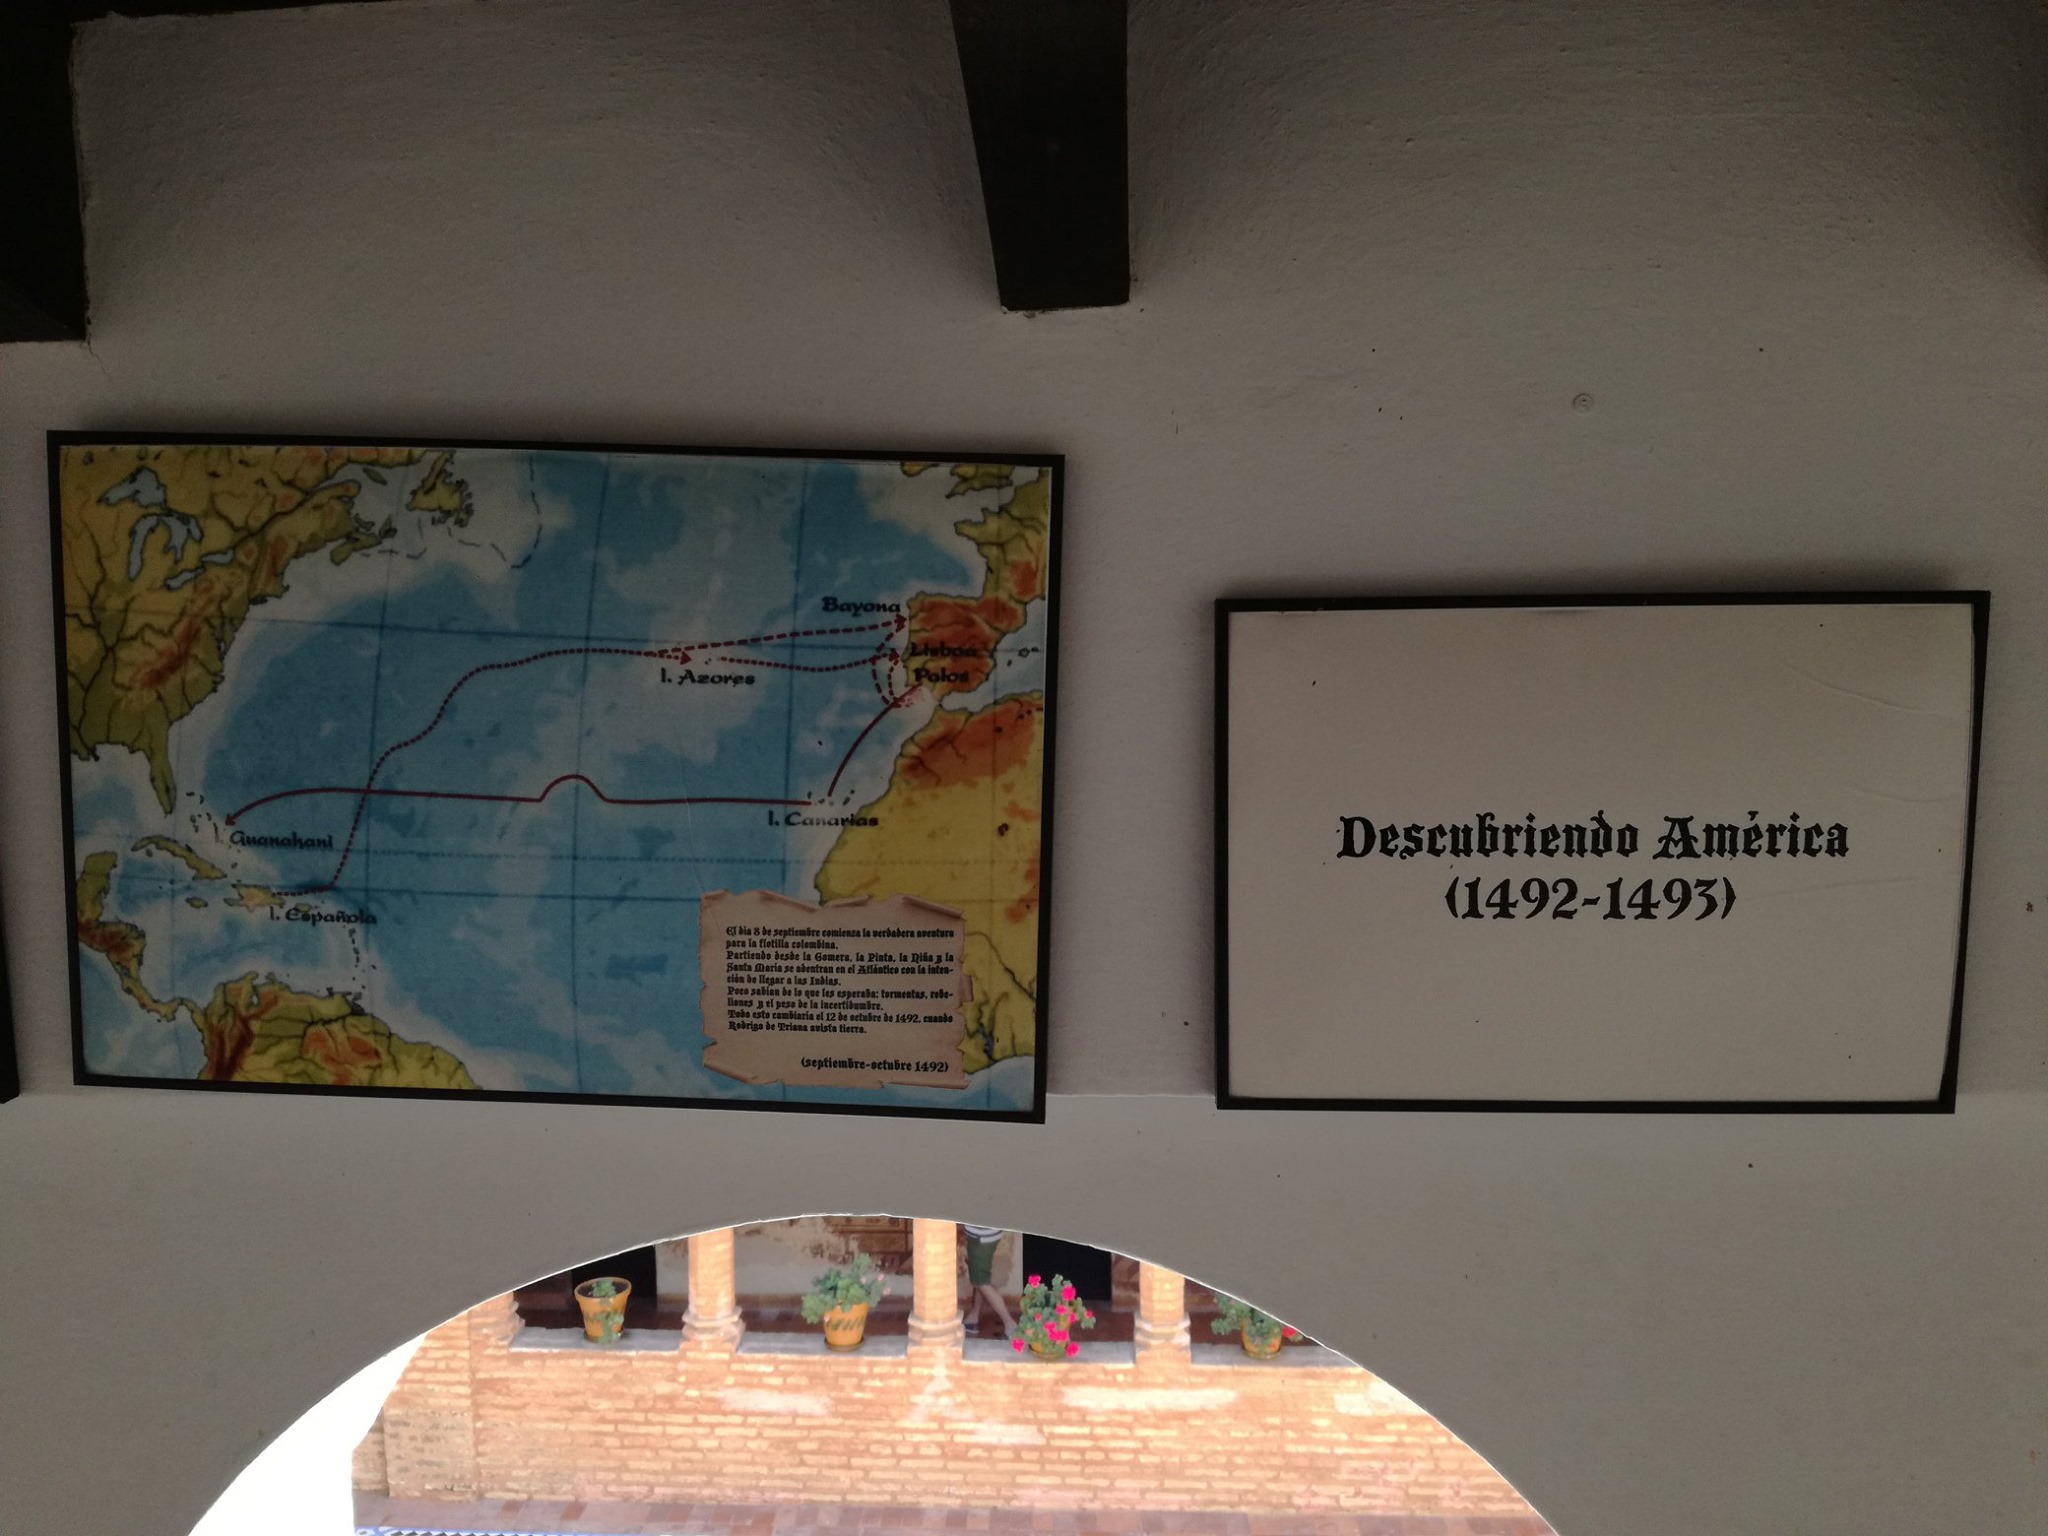 Bayona
Lisboa
Palos
I. Azores
I. Canarias
Guanahani
I. Española
El día 8 de septiembre comienza la verdadera aventura
para la flotilla colombina.
Partiendo desde la Gomera, la Pinta, la Niña y la
Santa María se adentran en el Atlántico con la inten-
ción de llegar a las Indias.
Poco sabían de lo que les esperaba: tormentas, rebe-
liones y el peso de la incertidumbre.
Todo esto cambiaría el 12 de octubre de 1492, cuando
Rodrigo de Triana avista tierra.
(septiembre-octubre 1492)
Descubriendo América
(1492-1493)